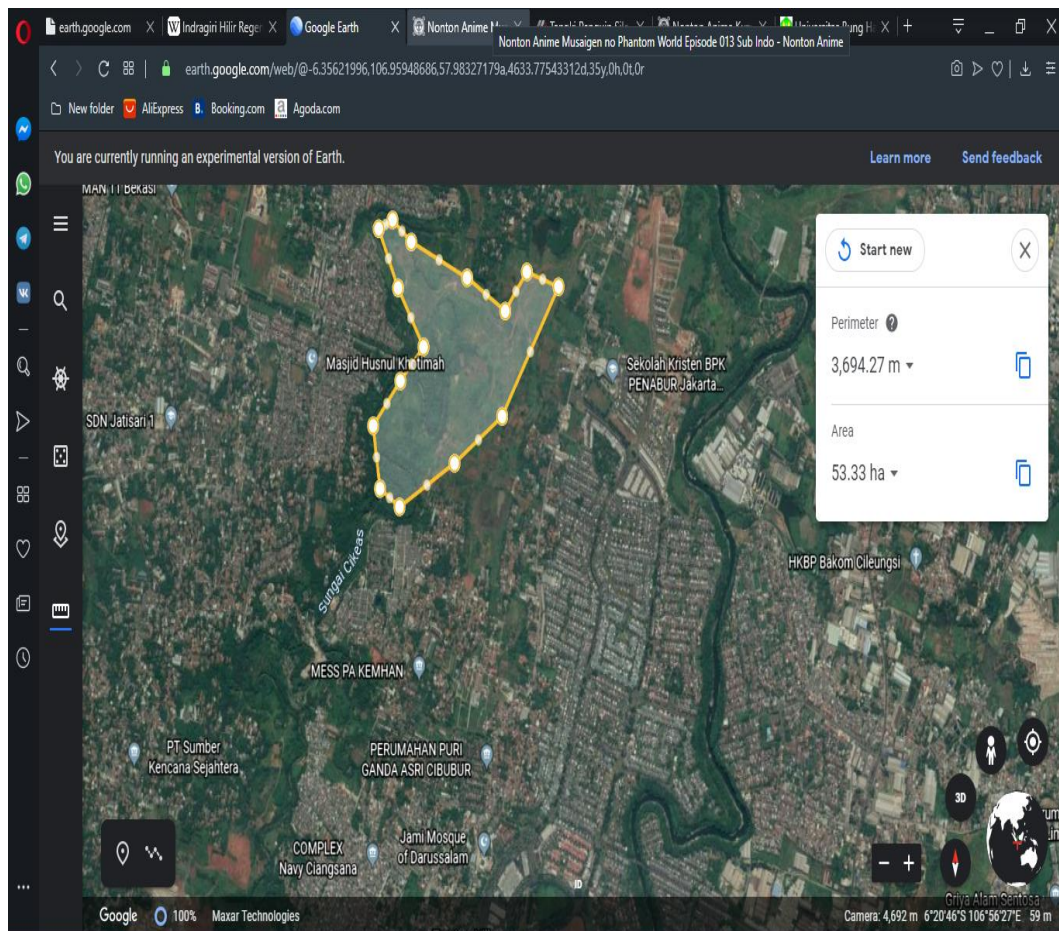 earth.google.com
Indragiri Hilir Reger
Google Earth
Nonton Anime M
Nonton Anime Musaigen no Phantom World Episode 013 Sub Indo - Nonton Anime
earth.google.com/web/@-6.35621996,106.95948686,57.98327179a,4633.77543312d,35y,0h,0t,0r
New folder
AliExpress
Booking.com
Agoda.com
You are currently running an experimental version of Earth.
Learn more
Send feedback
MAN 11 Bekasi
Start new
Perimeter
3,694.27 m
Area
53.33 ha
Masjid Husnul Khotimah
Sekolah Kristen BPK
PENABUR Jakarta...
SDN Jatisari 1
Sungai Cikeas
HKBP Bakom Cileungsi
MESS PA KEMHAN
PT Sumber
Kencana Sejahtera
PERUMAHAN PURI
GANDA ASRI CIBUBUR
3D
COMPLEX
Navy Ciangsana
Jami Mosque
of Darussalam
ID
Griya Alam Sentosa
Google
100%
Maxar Technologies
Camera: 4,692 m 6°20'46"S 106°56'27"E 59 m